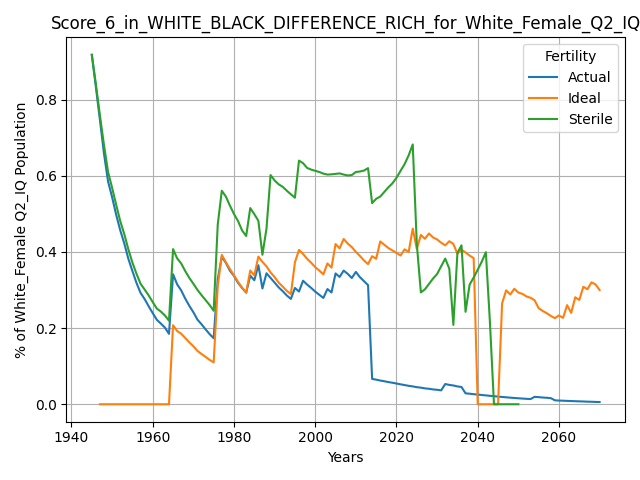 Score_6_in_WHITE_BLACK_DIFFERENCE_RICH_for_White_Female_Q2_IQ
% of White_Female Q2_IQ Population
0.8
0.6
0.4
0.2
0.0
Fertility
Actual
Ideal
Sterile
1940
1960
1980
2000
2020
2040
2060
Years